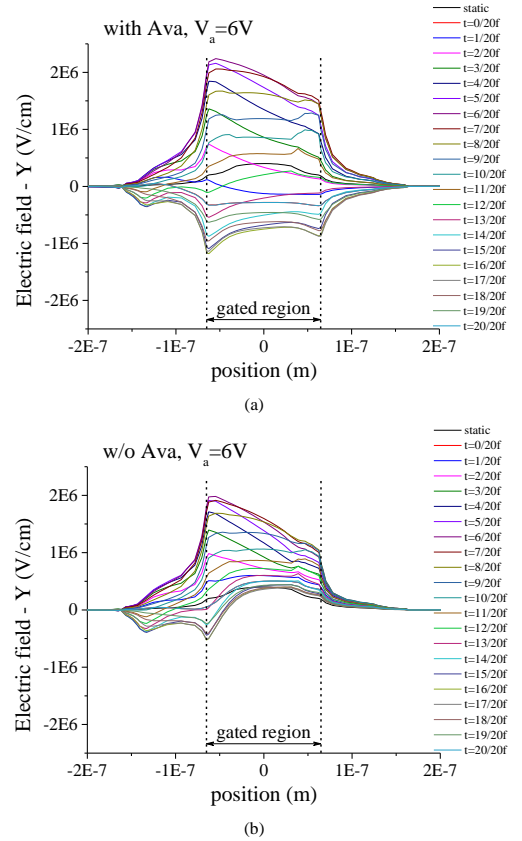 with Ava, Va=6V
Electric field - Y (V/cm)
2E6
1E6
0
-1E6
-2E6
gated region
-2E-7
-1E-7
0
1E-7
2E-7
position (m)
static
t=0/20f
t=1/20f
t=2/20f
t=3/20f
t=4/20f
t=5/20f
t=6/20f
t=7/20f
t=8/20f
t=9/20f
t=10/20f
t=11/20f
t=12/20f
t=13/20f
t=14/20f
t=15/20f
t=16/20f
t=17/20f
t=18/20f
t=19/20f
t=20/20f
(a)
w/o Ava, Va=6V
Electric field - Y (V/cm)
2E6
1E6
0
-1E6
-2E6
gated region
-2E-7
-1E-7
0
1E-7
2E-7
position (m)
static
t=0/20f
t=1/20f
t=2/20f
t=3/20f
t=4/20f
t=5/20f
t=6/20f
t=7/20f
t=8/20f
t=9/20f
t=10/20f
t=11/20f
t=12/20f
t=13/20f
t=14/20f
t=15/20f
t=16/20f
t=17/20f
t=18/20f
t=19/20f
t=20/20f
(b)